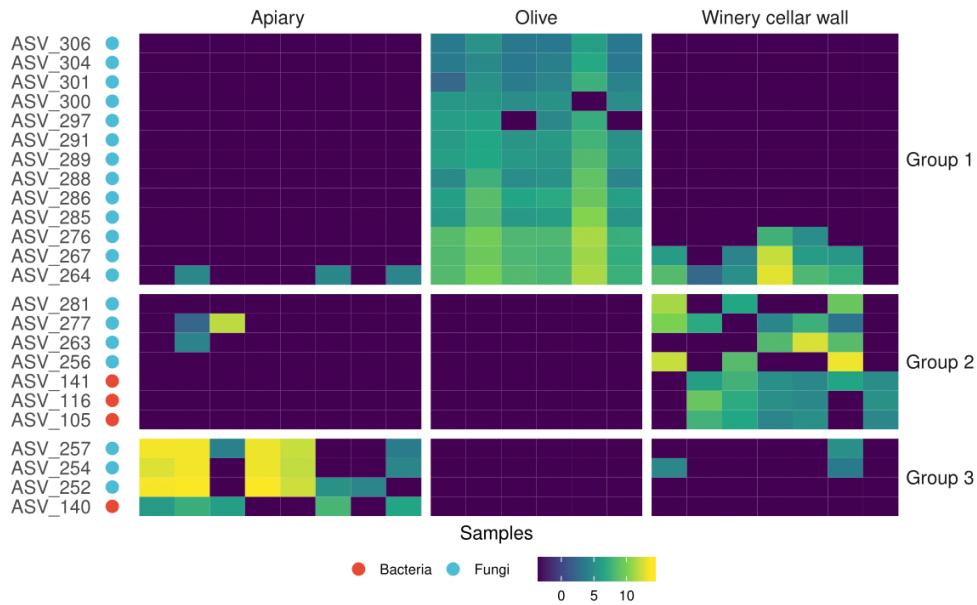 Apiary Olive Winery cellar wall
ASV_306
ASV_304
ASV_301
ASV_300
ASV_297
ASV_291
ASV_289
ASV_288
ASV_286
ASV_285
ASV_276
ASV_267
ASV_264
Group 1
ASV_281
ASV_277
ASV_263
ASV_256
ASV_141
ASV_116
ASV_105
Group 2
ASV_257
ASV_254
ASV_252
ASV_140
Group 3
Samples
Bacteria Fungi
0 5 10